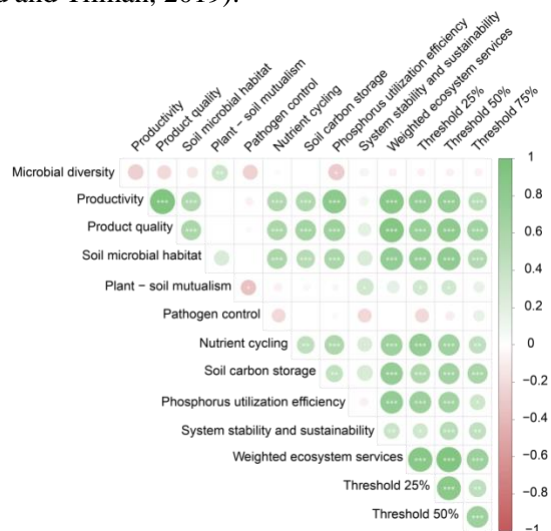 d and Tilman, 2019).
Productivity
Product quality
Soil microbial habitat
Plant − soil mutualism
Pathogen control
Nutrient cycling
Soil carbon storage
Phosphorus utilization efficiency
System stability and sustainability
Weighted ecosystem services
Threshold 25%
Threshold 50%
Threshold 75%
Microbial diversity
Productivity
Product quality
Soil microbial habitat
Plant − soil mutualism
Pathogen control
Nutrient cycling
Soil carbon storage
Phosphorus utilization efficiency
System stability and sustainability
Weighted ecosystem services
Threshold 25%
Threshold 50%
1
0.8
0.6
0.4
0.2
0
−0.2
−0.4
−0.6
−0.8
−1